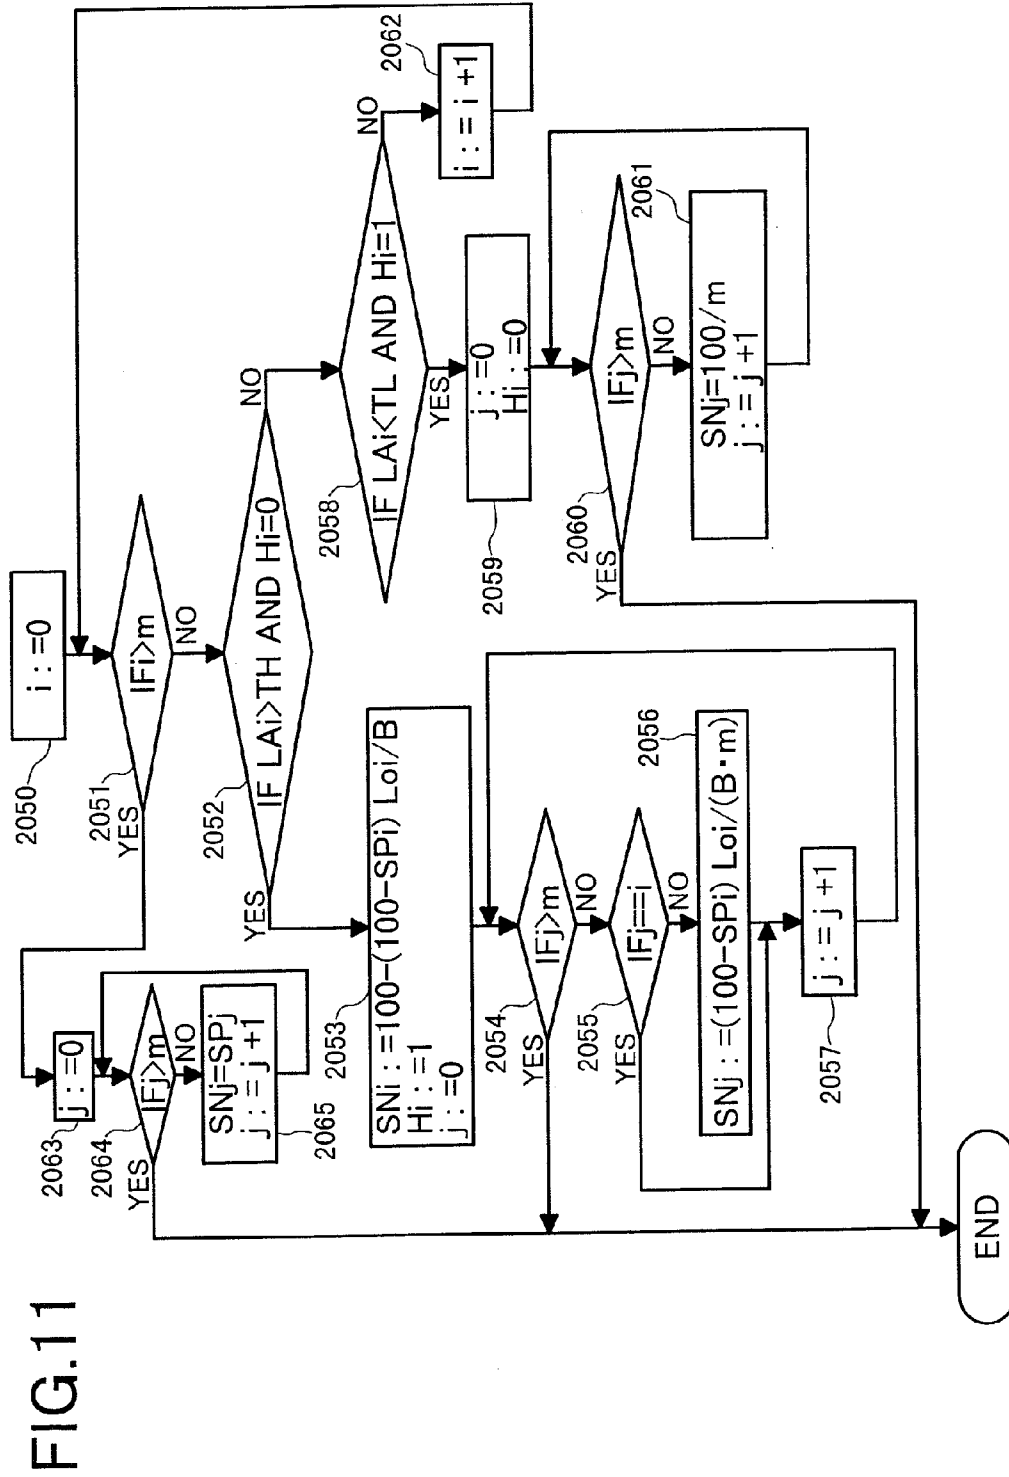 FIG.11
2050
i : =0
2051
IFi>m
YES
NO
2052
IF LAi>TH AND Hi=0
YES
NO
2063
j : =0
2064
IFj>m
YES
NO
SNj=SPj
j : = j +1
2065
2053
SNi : =100-(100-SPi) Loi/B
Hi : =1
j : =0
2054
IFj>m
YES
NO
2055
IFj==i
YES
NO
2056
SNj : =(100-SPi) Loi/(B·m)
j : = j +1
2057
2058
IF LAi<TL AND Hi=1
YES
NO
2062
i : = i +1
2059
j : =0
Hi : =0
2060
IFj>m
YES
NO
2061
SNj=100/m
j : = j +1
END